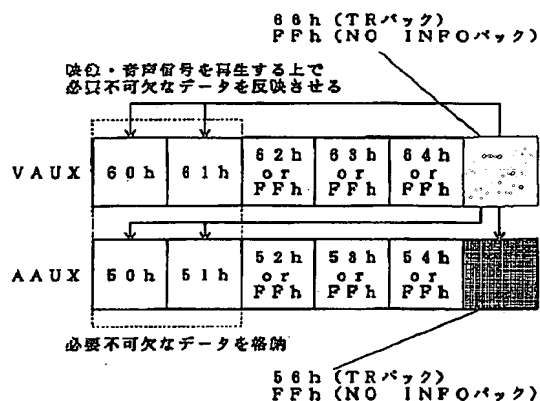 66h (TRパック)
FFh (NO INFOパック)
映像・音声信号を再生する上で
必要不可欠なデータを反映させる
VAUX
60h
61h
62h
or
FFh
63h
or
FFh
64h
or
FFh
AAUX
50h
51h
52h
or
FFh
53h
or
FFh
54h
or
FFh
必要不可欠なデータを格納
56h (TRパック)
FFh (NO INFOパック)